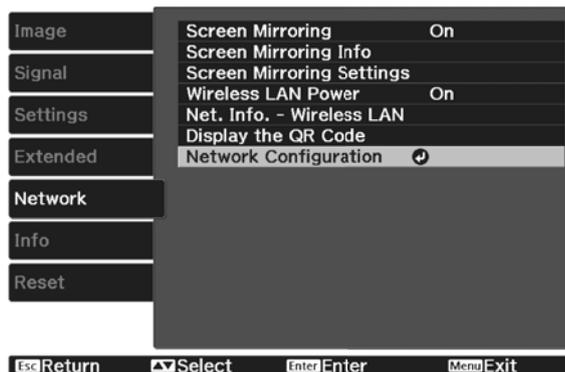 Image
Signal
Settings
Extended
Network
Info
Reset
Screen Mirroring On
Screen Mirroring Info
Screen Mirroring Settings
Wireless LAN Power On
Net. Info. - Wireless LAN
Display the QR Code
Network Configuration
Esc Return Select Enter Enter Menu Exit